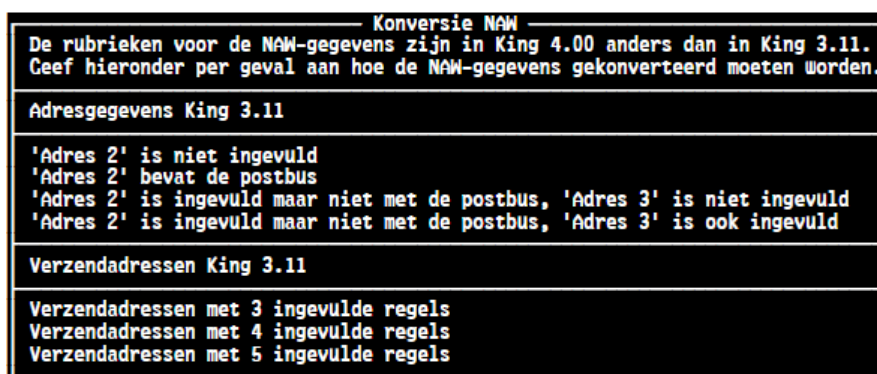 Konversie NAW
De rubrieken voor de NAW-gegevens zijn in King 4.00 anders dan in King 3.11.
Geef hieronder per geval aan hoe de NAW-gegevens gekonverteerd moeten worden.
Adresgegevens King 3.11
'Adres 2' is niet ingevuld
'Adres 2' bevat de postbus
'Adres 2' is ingevuld maar niet met de postbus, 'Adres 3' is niet ingevuld
'Adres 2' is ingevuld maar niet met de postbus, 'Adres 3' is ook ingevuld
Verzendadressen King 3.11
Verzendadressen met 3 ingevulde regels
Verzendadressen met 4 ingevulde regels
Verzendadressen met 5 ingevulde regels